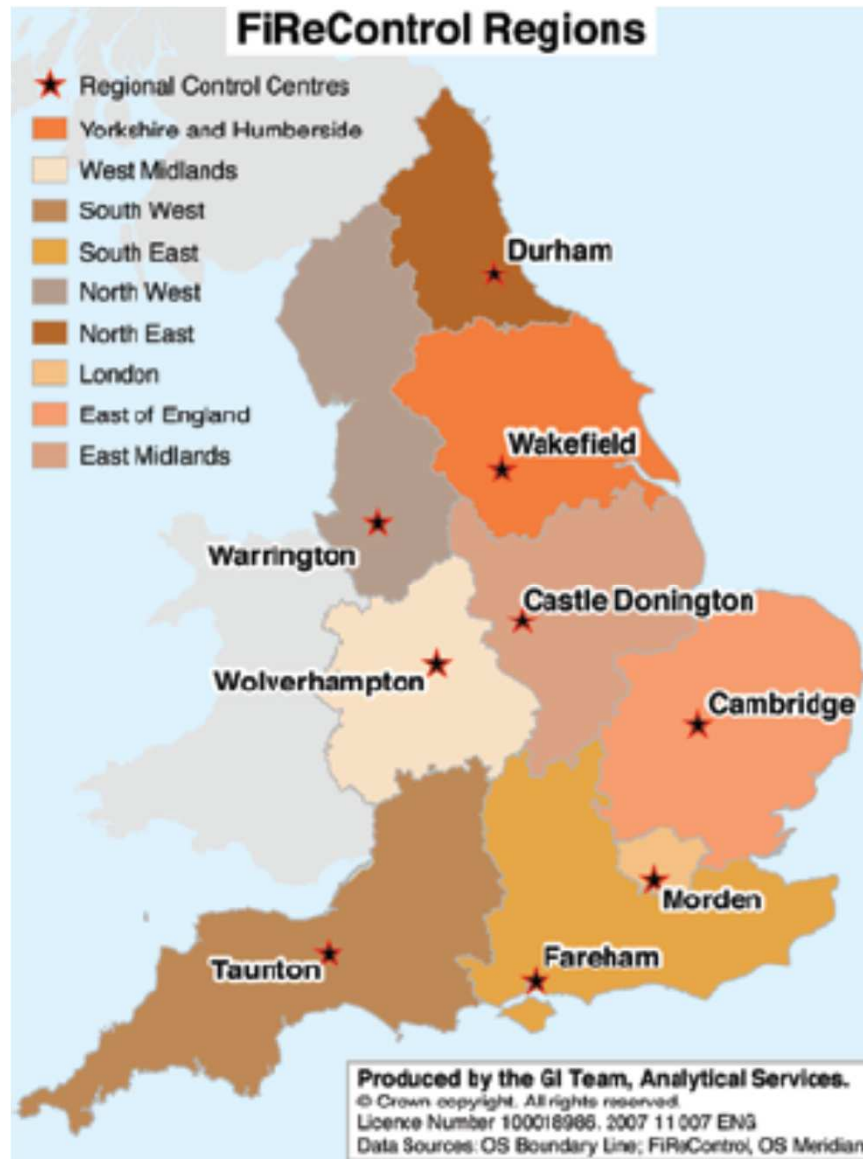 FiReControl Regions
Regional Control Centres
Yorkshire and Humberside
West Midlands
South West
South East
North West
North East
London
East of England
East Midlands
Durham
Wakefield
Warrington
Castle Donington
Wolverhampton
Cambridge
Morden
Taunton
Fareham
Produced by the GI Team, Analytical Services.
© Crown copyright. All rights reserved.
Licence Number 100018986. 2007 11 007 ENG
Data Sources: OS Boundary Line; FiReControl, OS Meridian